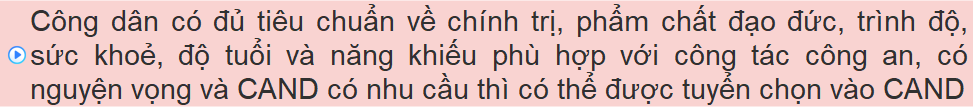 Công dân có đủ tiêu chuẩn về chính trị, phẩm chất đạo đức, trình độ,
sức khoẻ, độ tuổi và năng khiếu phù hợp với công tác công an, có
nguyện vọng và CAND có nhu cầu thì có thể được tuyển chọn vào CAND